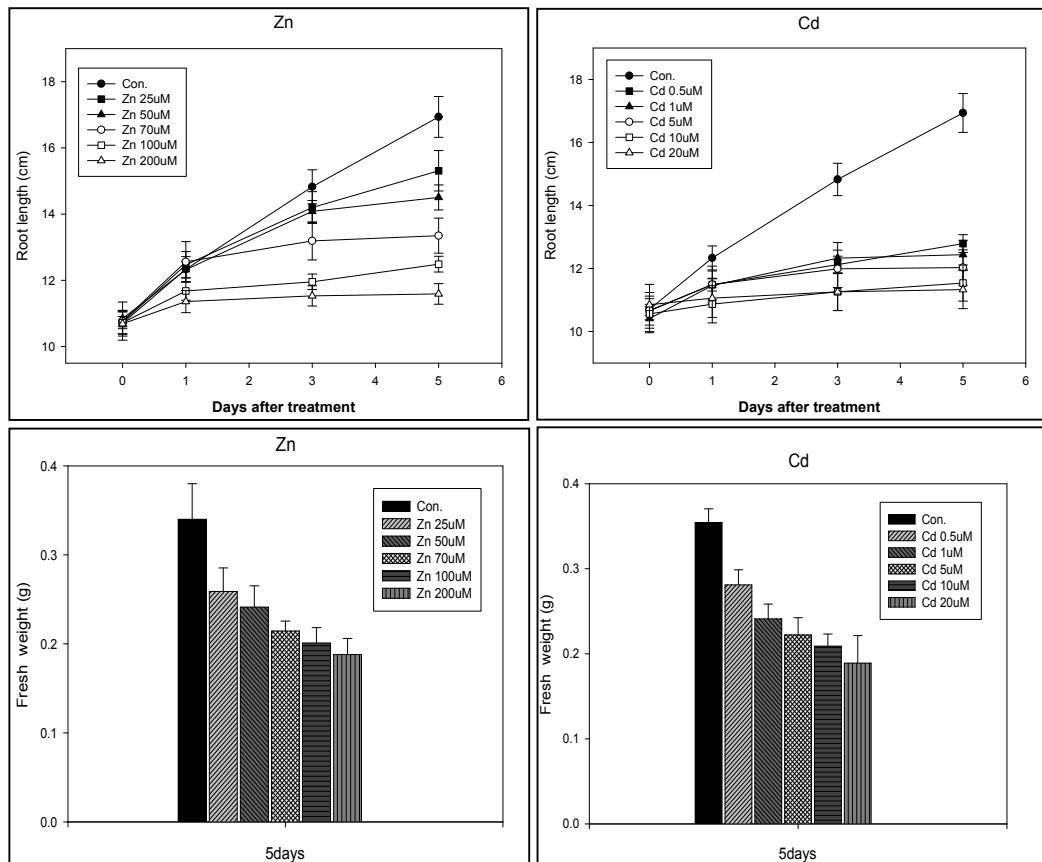 Zn
Root length (cm)
18
16
14
12
10
Con.
Zn 25uM
Zn 50uM
Zn 70uM
Zn 100uM
Zn 200uM
0 1 3 5 6
Days after treatment
Cd
Root length (cm)
18
16
14
12
10
Con.
Cd 0.5uM
Cd 1uM
Cd 5uM
Cd 10uM
Cd 20uM
0 1 3 5 6
Days after treatment
Zn
Fresh weight (g)
0.4
0.3
0.2
0.1
0.0
Con.
Zn 25uM
Zn 50uM
Zn 70uM
Zn 100uM
Zn 200uM
5days
Cd
Fresh weight (g)
0.4
0.3
0.2
0.1
0.0
Con.
Cd 0.5uM
Cd 1uM
Cd 5uM
Cd 10uM
Cd 20uM
5days